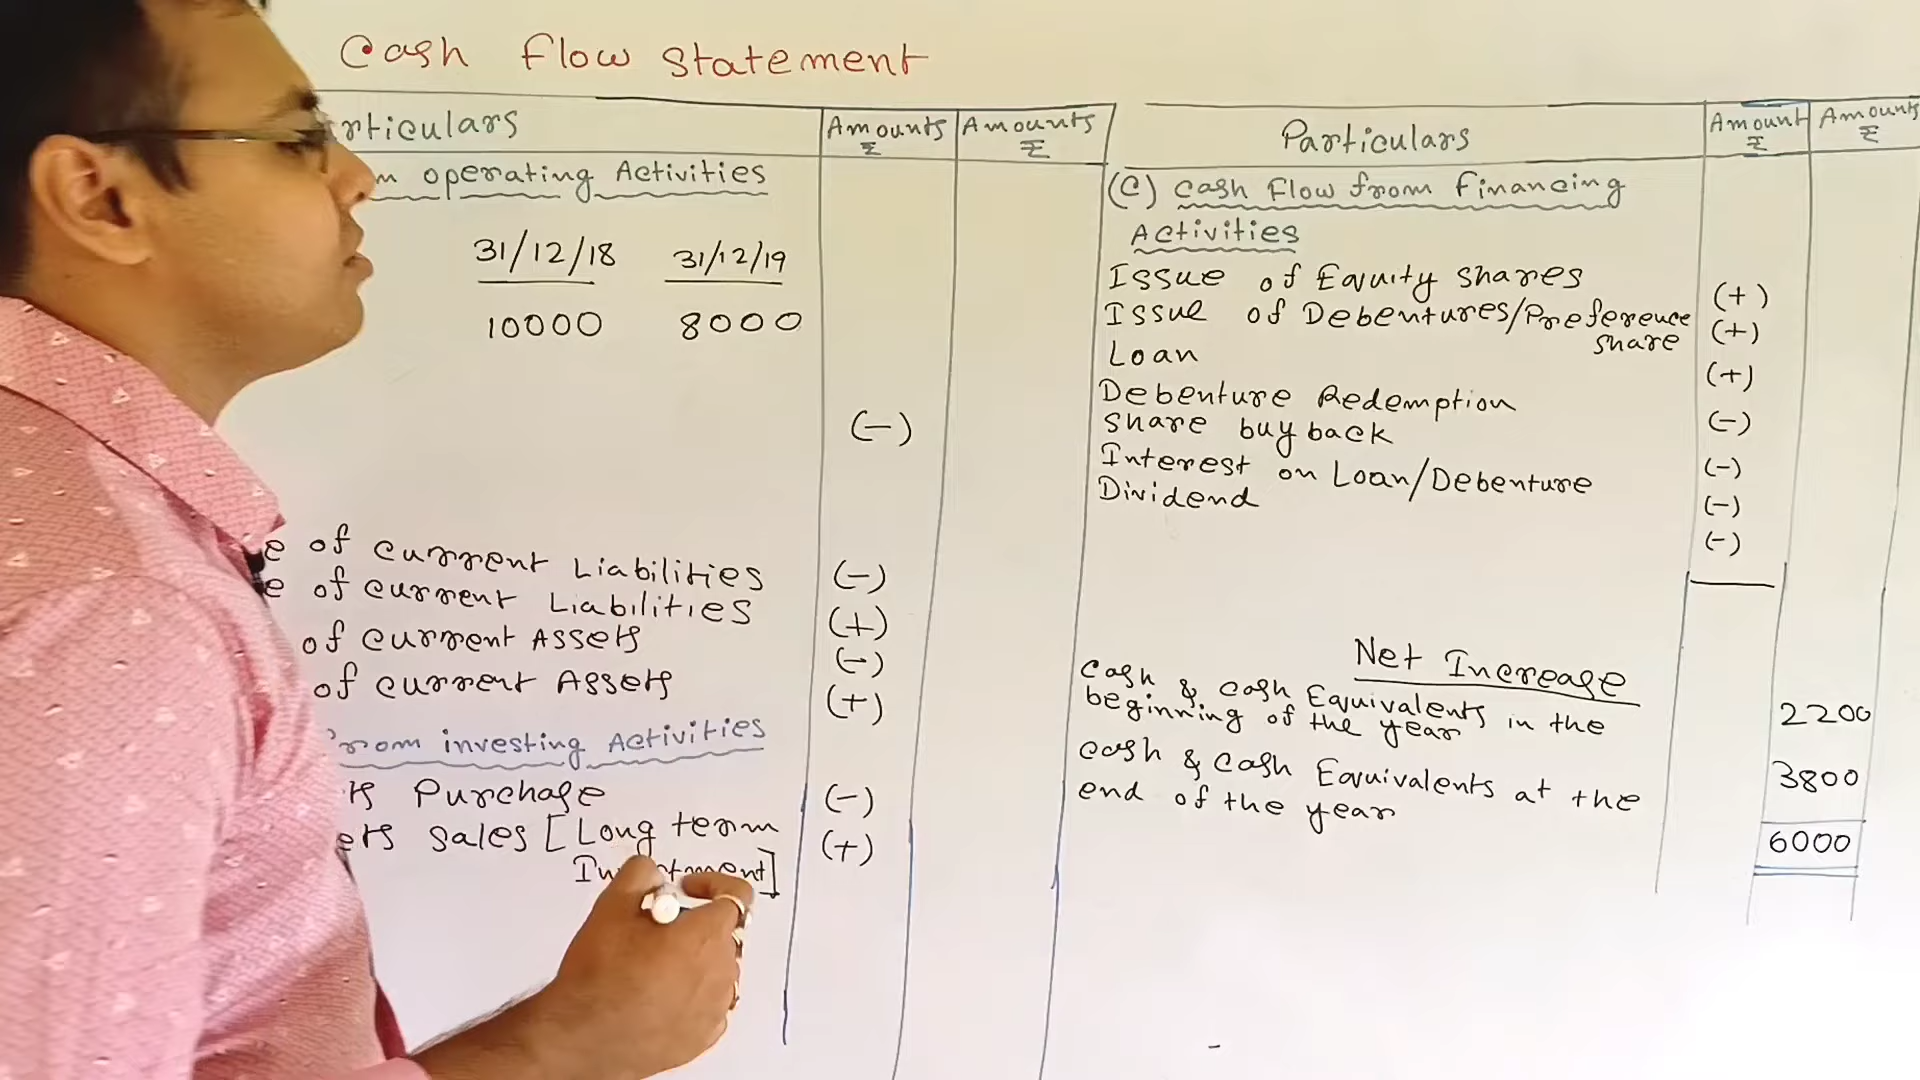 Cash Flow Statement
rticulars
Amounts ₹
Amounts ₹
m operating Activities
31/12/18 31/12/19
10000 8000
(-)
e of current Liabilities (-)
e of current Liabilities (+)
of current Assets (-)
of current Assets (+)
from investing Activities
ts Purchase (-)
ets sales [Long term (+)
ment]
Particulars
Amount ₹
Amounts ₹
(C) Cash Flow from Financing
Activities
Issue of Equity shares (+)
Issue of Debentures/Preference share (+)
Loan (+)
Debenture Redemption (-)
Share buy back (-)
Interest on Loan/Debenture (-)
Dividend (-)
Net Increase
2200
Cash & Cash Equivalents in the
beginning of the year
3800
Cash & Cash Equivalents at the
end of the year
6000